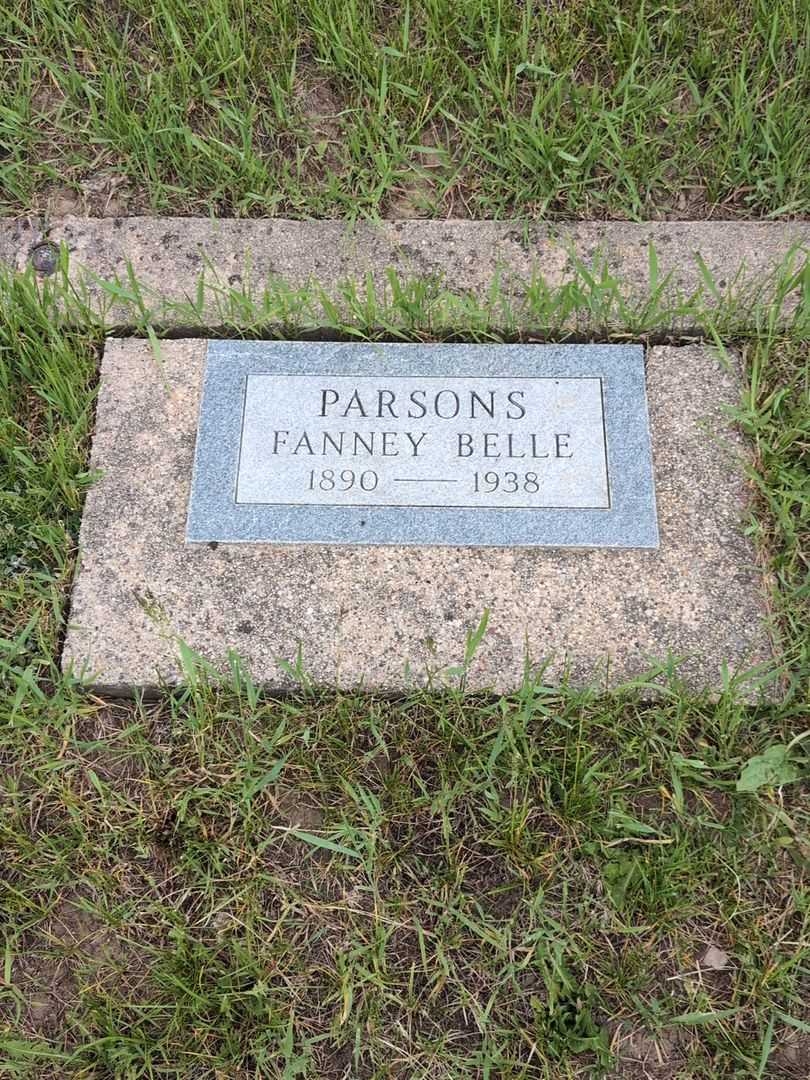 PARSONS
FANNEY BELLE
1890 — 1938